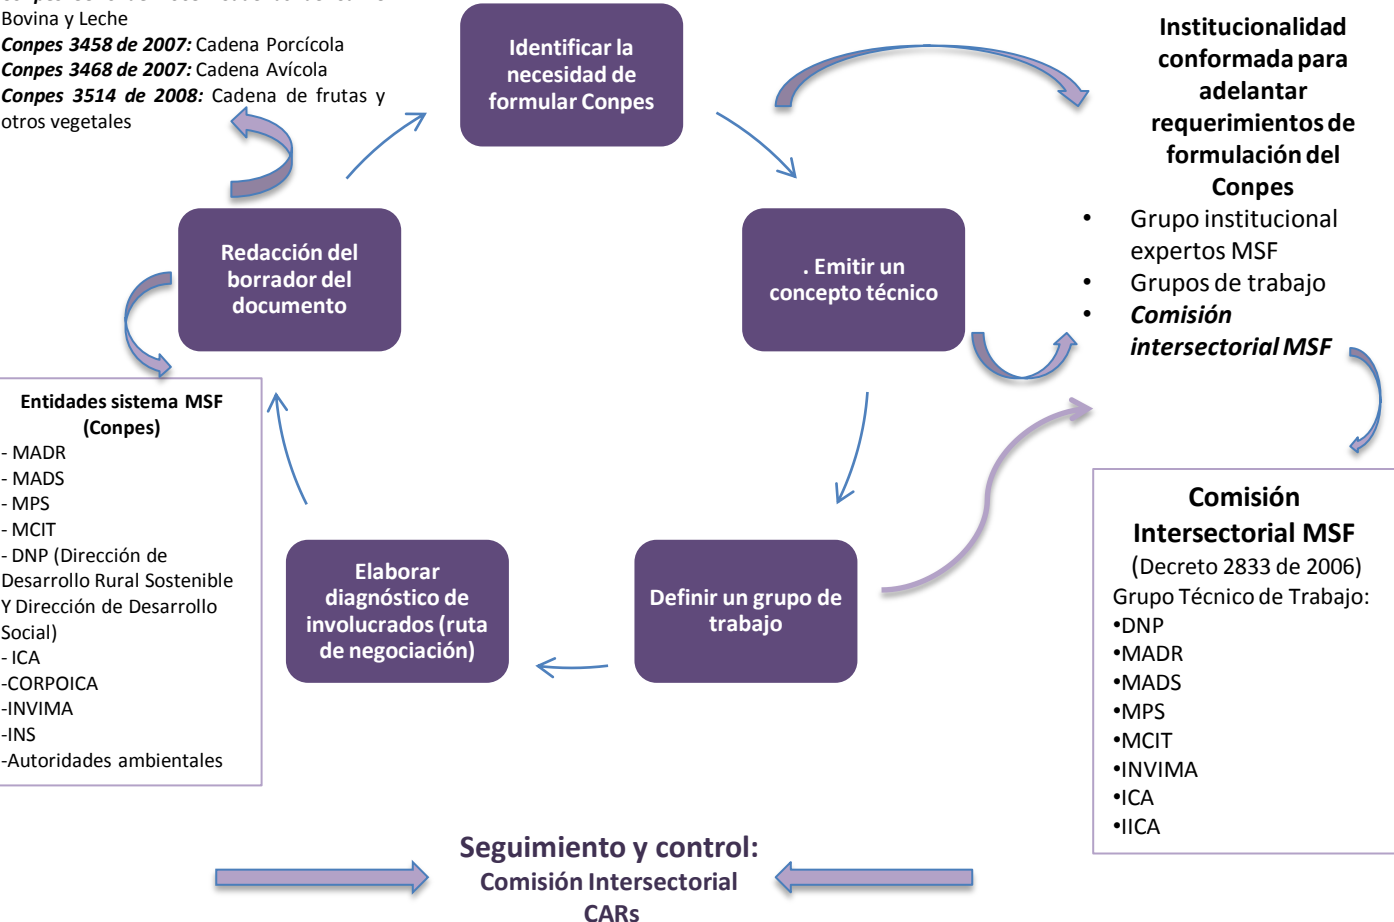 Bovina y Leche
Conpes 3458 de 2007: Cadena Porcícola
Conpes 3468 de 2007: Cadena Avícola
Conpes 3514 de 2008: Cadena de frutas y
otros vegetales
Identificar la
necesidad de
formular Conpes
Institucionalidad
conformada para
adelantar
requerimientos de
formulación del
Conpes
• Grupo institucional
expertos MSF
• Grupos de trabajo
• Comisión
intersectorial MSF
Redacción del
borrador del
documento
. Emitir un
concepto técnico
Entidades sistema MSF
(Conpes)
- MADR
- MADS
- MPS
- MCIT
- DNP (Dirección de
Desarrollo Rural Sostenible
Y Dirección de Desarrollo
Social)
- ICA
-CORPOICA
-INVIMA
-INS
-Autoridades ambientales
Elaborar
diagnóstico de
involucrados (ruta
de negociación)
Definir un grupo de
trabajo
Comisión
Intersectorial MSF
(Decreto 2833 de 2006)
Grupo Técnico de Trabajo:
•DNP
•MADR
•MADS
•MPS
•MCIT
•INVIMA
•ICA
•IICA
Seguimiento y control:
Comisión Intersectorial
CARs